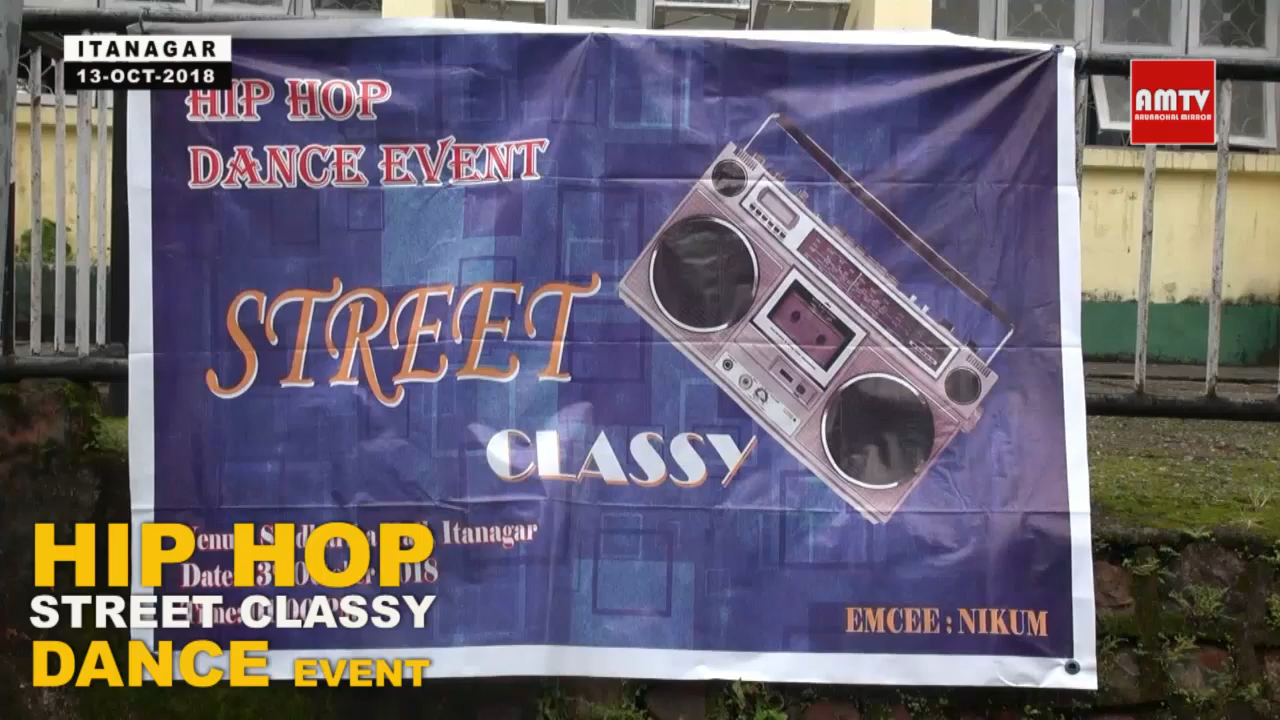 ITANAGAR
13-OCT-2018
AMTV
ARUNACHAL MIRROR
HIP HOP
DANCE EVENT
STREET
CLASSY
Itanagar
Date:
2018
EMCEE : NIKUM
HIP HOP
STREET CLASSY
DANCE EVENT